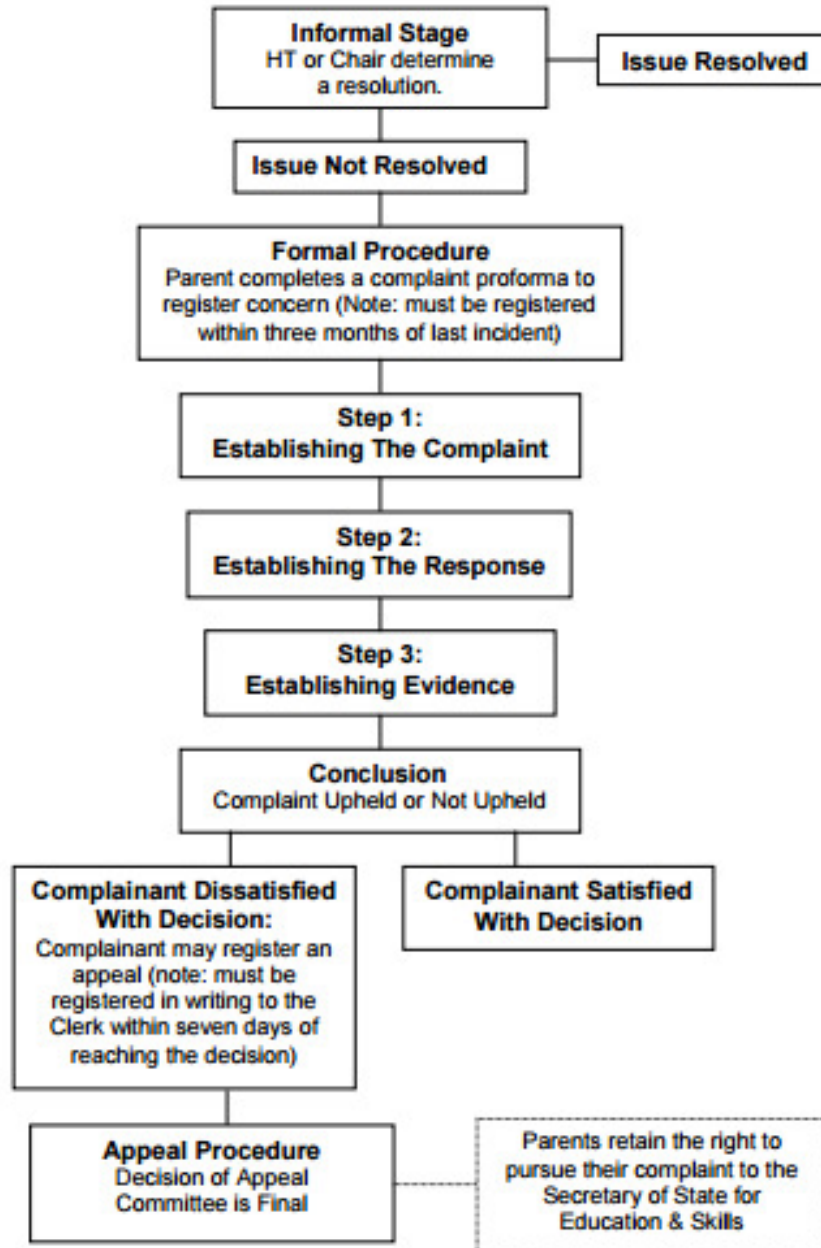 Informal Stage
HT or Chair determine
a resolution.
Issue Resolved
Issue Not Resolved
Formal Procedure
Parent completes a complaint proforma to
register concern (Note: must be registered
within three months of last incident)
Step 1:
Establishing The Complaint
Step 2:
Establishing The Response
Step 3:
Establishing Evidence
Conclusion
Complaint Upheld or Not Upheld
Complainant Dissatisfied
With Decision:
Complainant may register an
appeal (note: must be
registered in writing to the
Clerk within seven days of
reaching the decision)
Complainant Satisfied
With Decision
Appeal Procedure
Decision of Appeal
Committee is Final
Parents retain the right to
pursue their complaint to the
Secretary of State for
Education & Skills